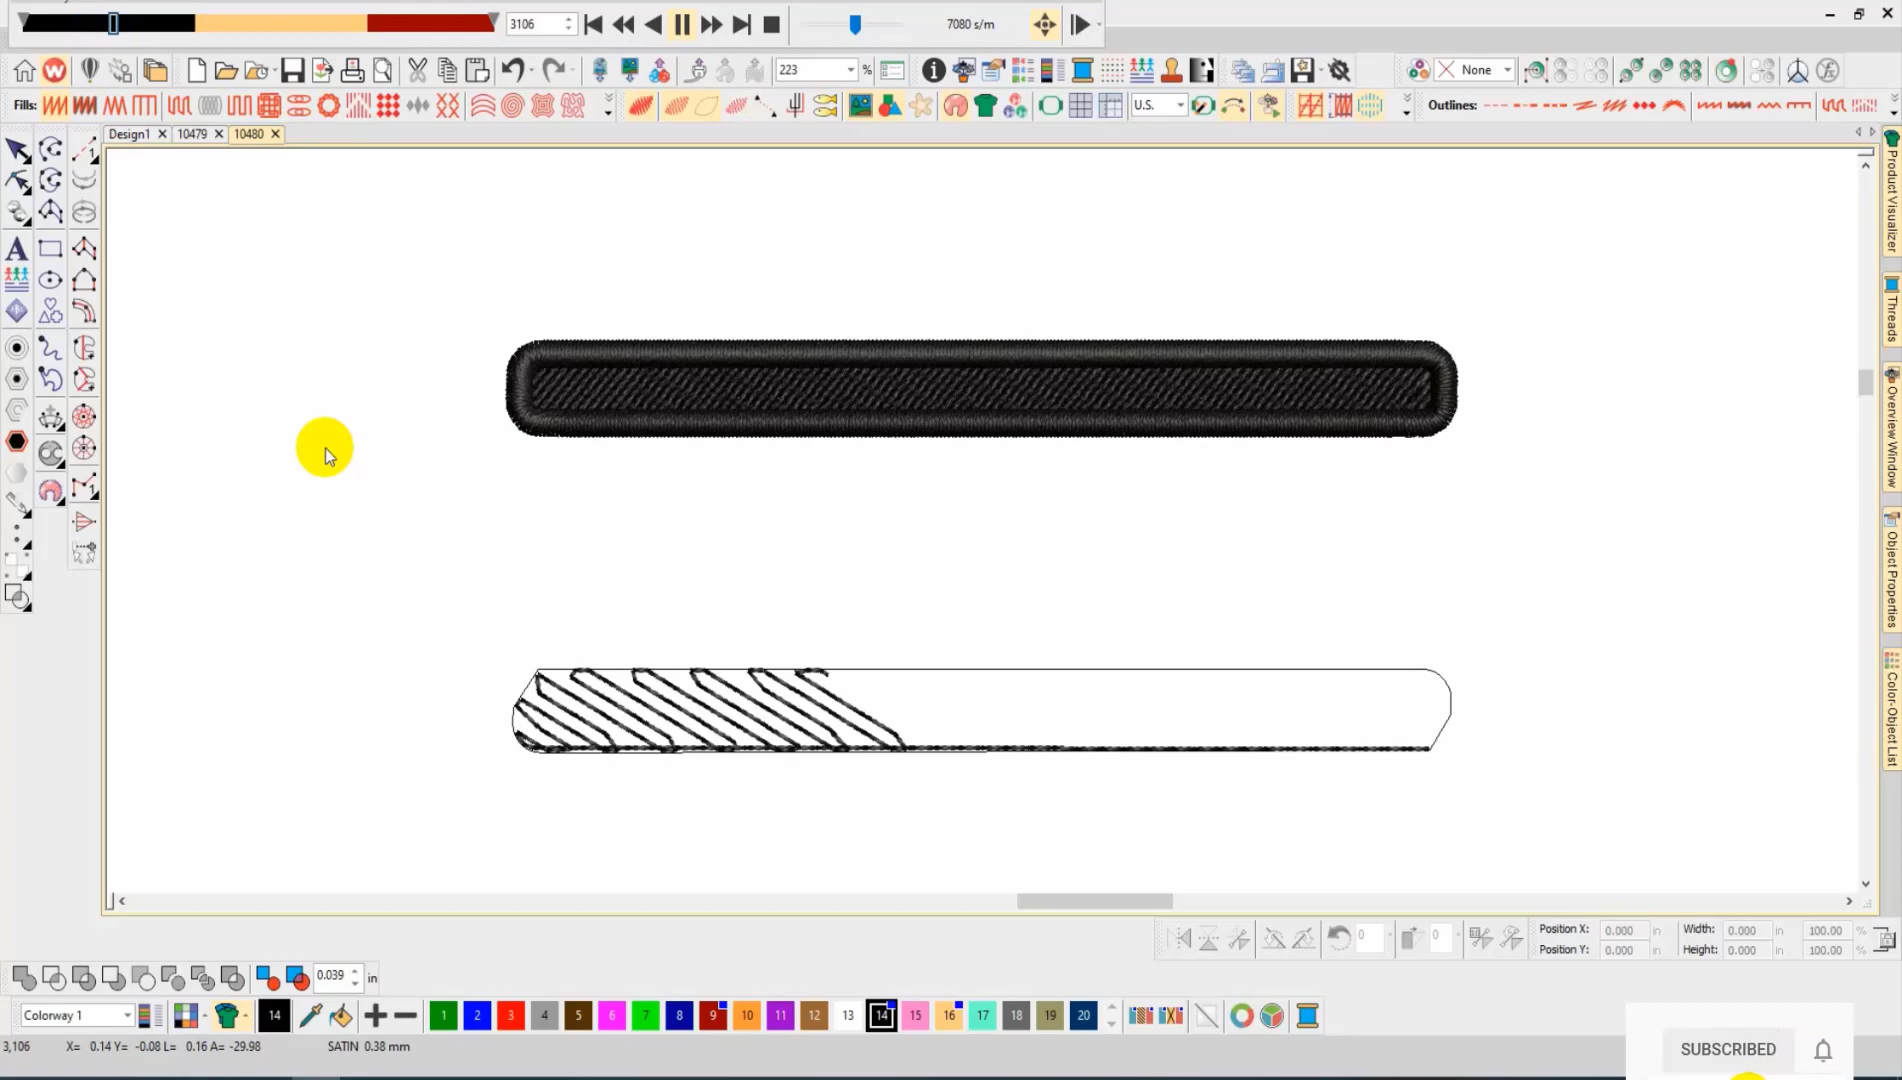 3106
7080 s/m
223 %
None
Fills:
U.S.
Outlines:
Design1
10479
10480
Product Visualizer
Threads
Overview Window
Object Properties
Color-Object List
0
0
Position X: 0.000 in Width: 0.000 in 100.00 %
Position Y: 0.000 in Height: 0.000 in 100.00 %
0.039 in
Colorway 1
14
1 2 3 4 5 6 7 8 9 10 11 12 13 14 15 16 17 18 19 20
3,106 X= 0.14 Y= -0.08 L= 0.16 A= -29.98 SATIN 0.38 mm
SUBSCRIBED